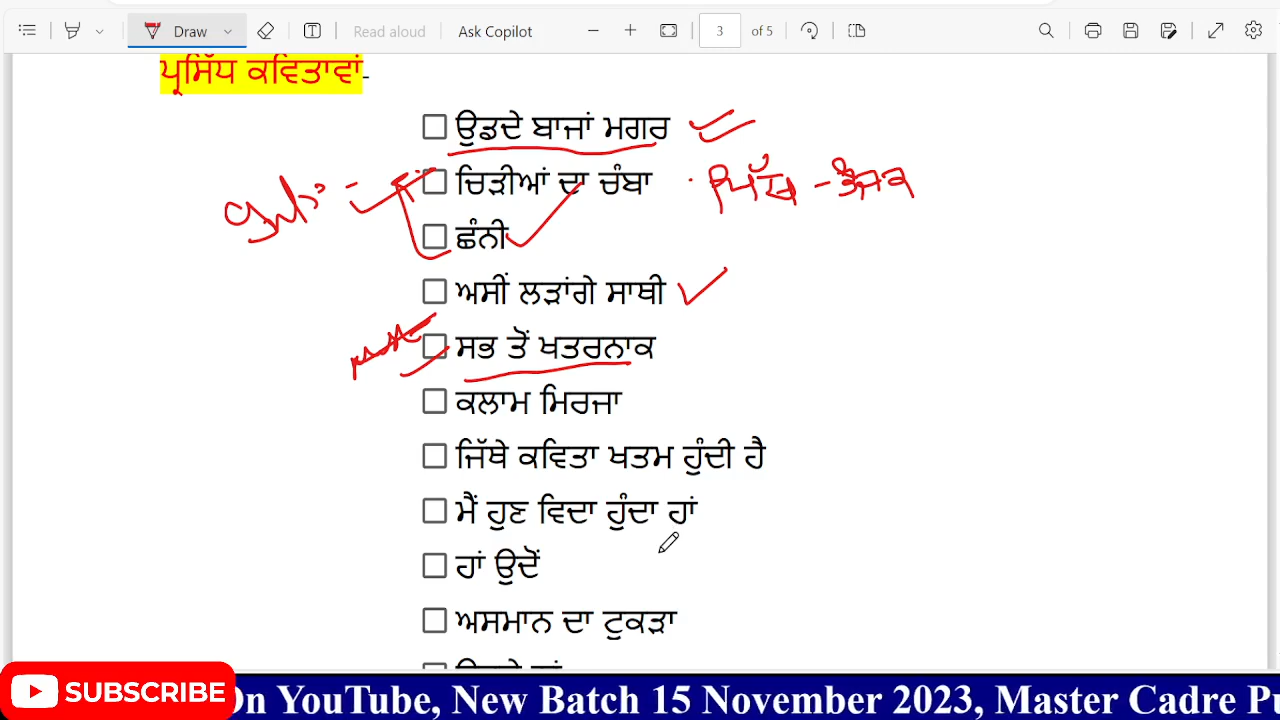 Draw
Read aloud
Ask Copilot
3
of 5
ਪ੍ਰਸਿੱਧ ਕਵਿਤਾਵਾਂ-
ਉਡਦੇ ਬਾਜਾਂ ਮਗਰ
ਚਿੜੀਆਂ ਦਾ ਚੰਬਾ
ਛੰਨੀ
ਅਸੀਂ ਲੜਾਂਗੇ ਸਾਥੀ
ਸਭ ਤੋਂ ਖਤਰਨਾਕ
ਕਲਾਮ ਮਿਰਜਾ
ਜਿੱਥੇ ਕਵਿਤਾ ਖਤਮ ਹੁੰਦੀ ਹੈ
ਮੈਂ ਹੁਣ ਵਿਦਾ ਹੁੰਦਾ ਹਾਂ
ਹਾਂ ਉਦੋਂ
ਅਸਮਾਨ ਦਾ ਟੁਕੜਾ
SUBSCRIBE
On YouTube, New Batch 15 November 2023, Master Cadre Pu